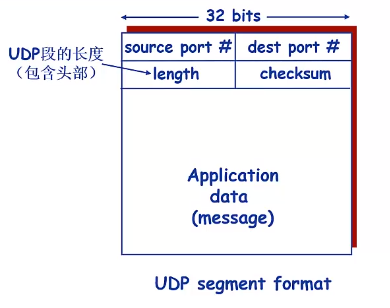 32 bits
source port #
dest port #
UDP段的长度
（包含头部）
length
checksum
Application
data
(message)
UDP segment format